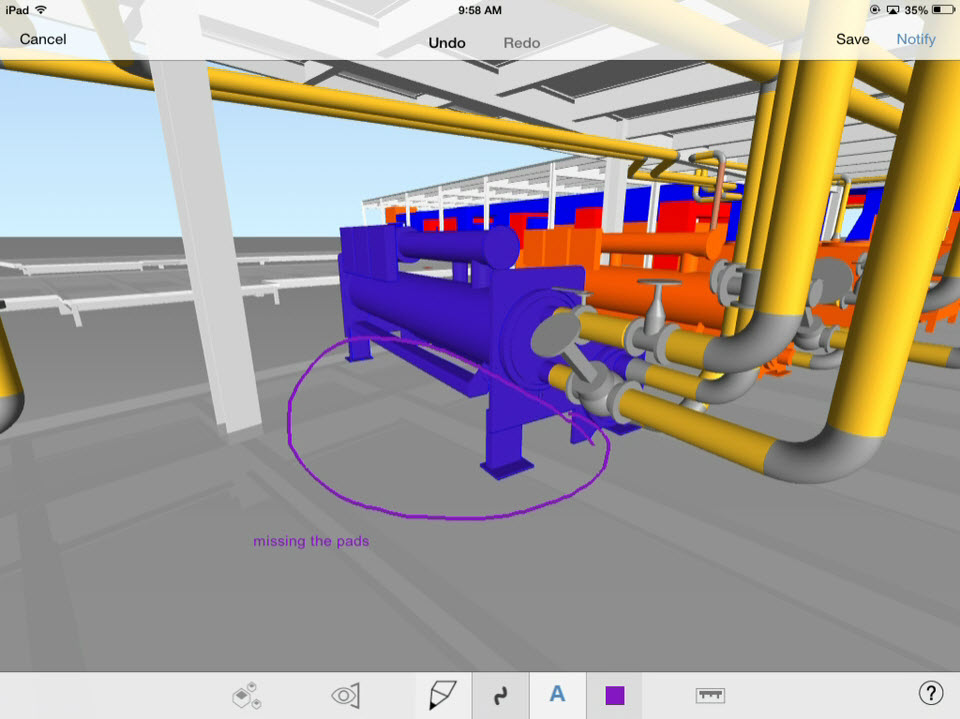 iPad 9:58 AM 35%
Cancel Undo Redo Save Notify
missing the pads
A ?